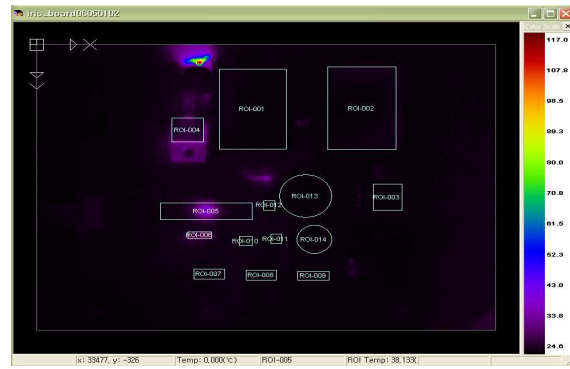 iris_board06050102
Color Scale
117.0
107.8
98.5
89.3
80.0
70.8
61.5
52.3
43.0
33.8
24.6
ROI-001
ROI-002
ROI-004
ROI-013
ROI-003
ROI-012
ROI-005
ROI-006
ROI-010
ROI-011
ROI-014
ROI-007
ROI-008
ROI-009
x: 33477, y: -326
Temp: 0.000(℃)
ROI-005
ROI Temp: 38.133(